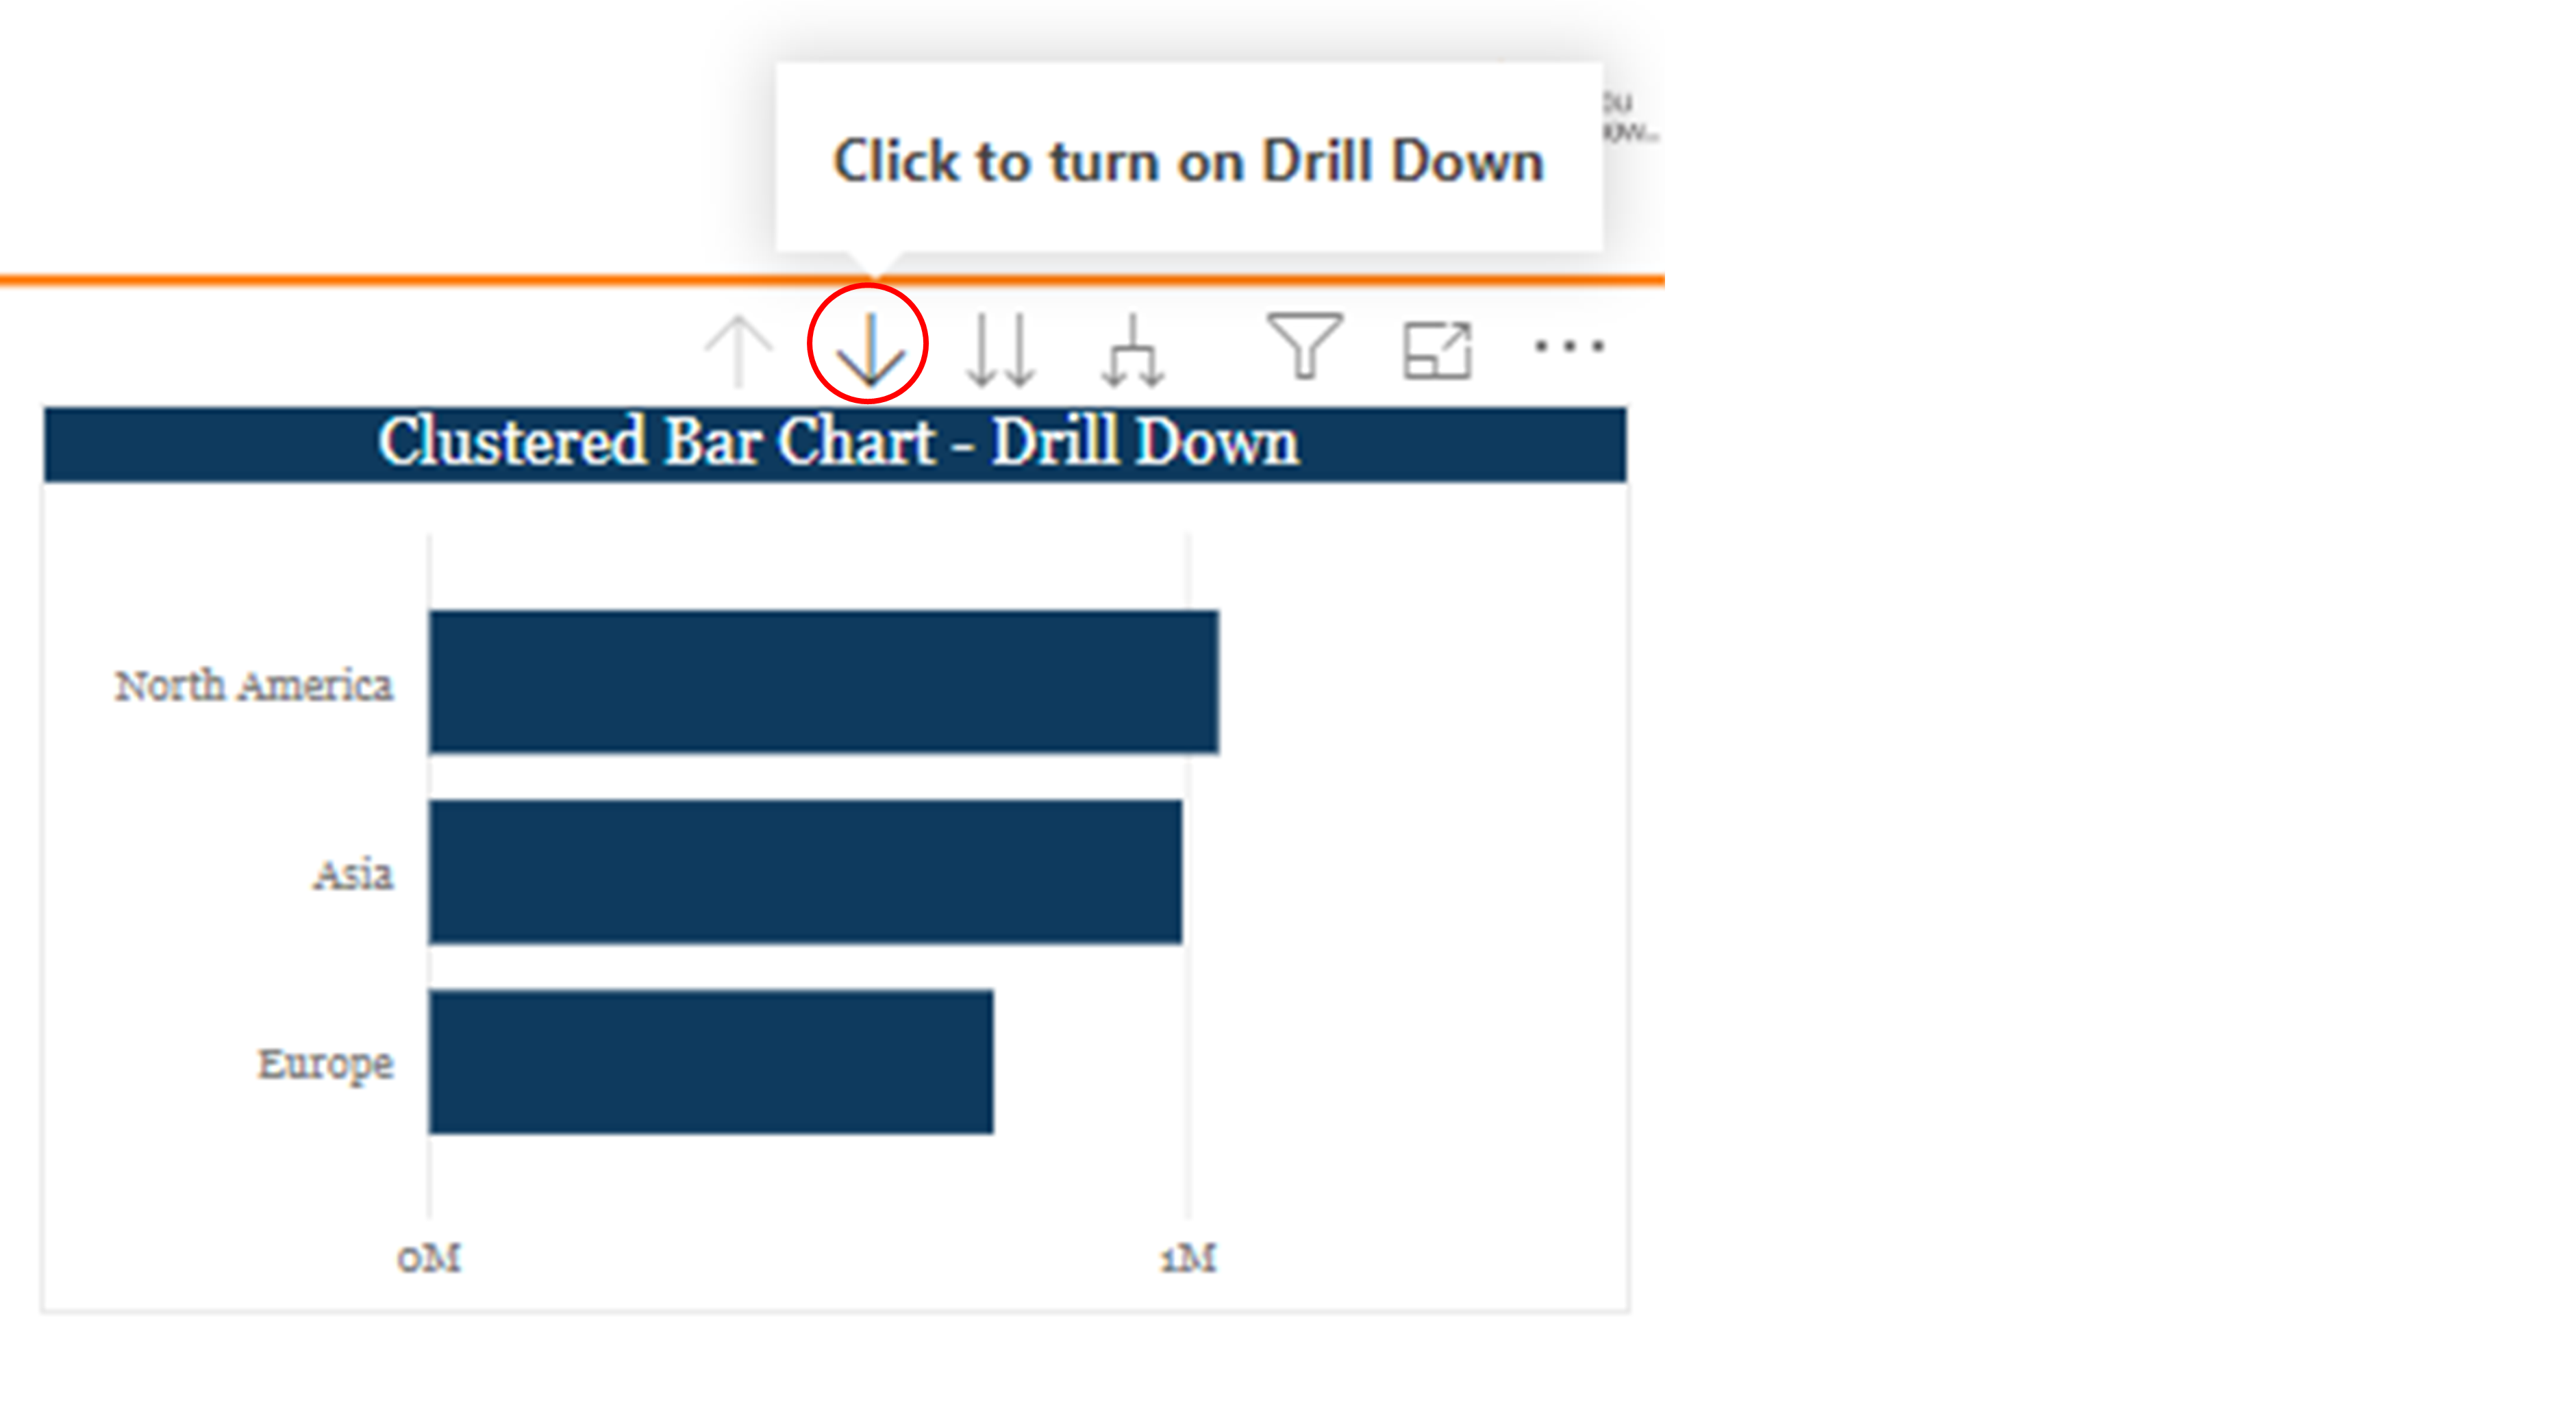 Click to turn on Drill Down
Clustered Bar Chart - Drill Down
North America
Asia
Europe
0M
1M